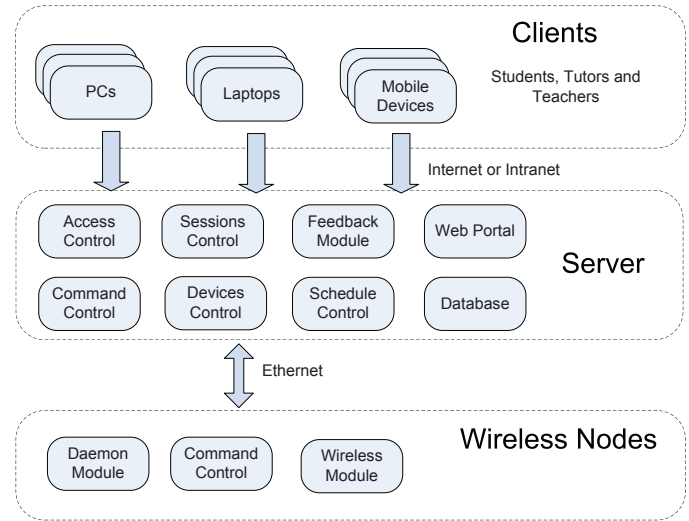 Clients
Students, Tutors and
Teachers
PCs
Laptops
Mobile
Devices
Internet or Intranet
Access
Control
Sessions
Control
Feedback
Module
Web Portal
Server
Command
Control
Devices
Control
Schedule
Control
Database
Ethernet
Wireless Nodes
Daemon
Module
Command
Control
Wireless
Module